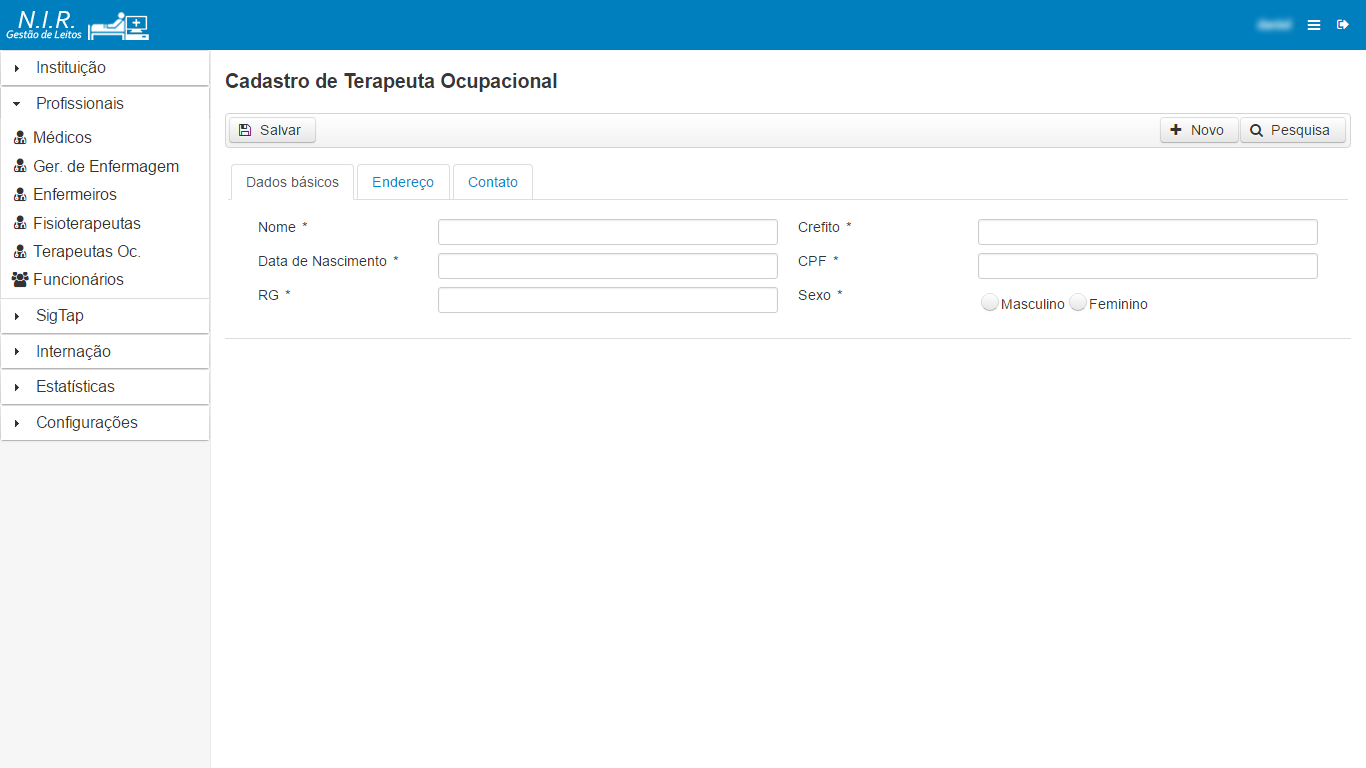 N.I.R.
Gestão de Leitos
Instituição
Profissionais
Médicos
Ger. de Enfermagem
Enfermeiros
Fisioterapeutas
Terapeutas Oc.
Funcionários
SigTap
Internação
Estatísticas
Configurações
Cadastro de Terapeuta Ocupacional
Salvar Novo Pesquisa
Dados básicos Endereço Contato
Nome * Crefito *
Data de Nascimento * CPF *
RG * Sexo * Masculino Feminino